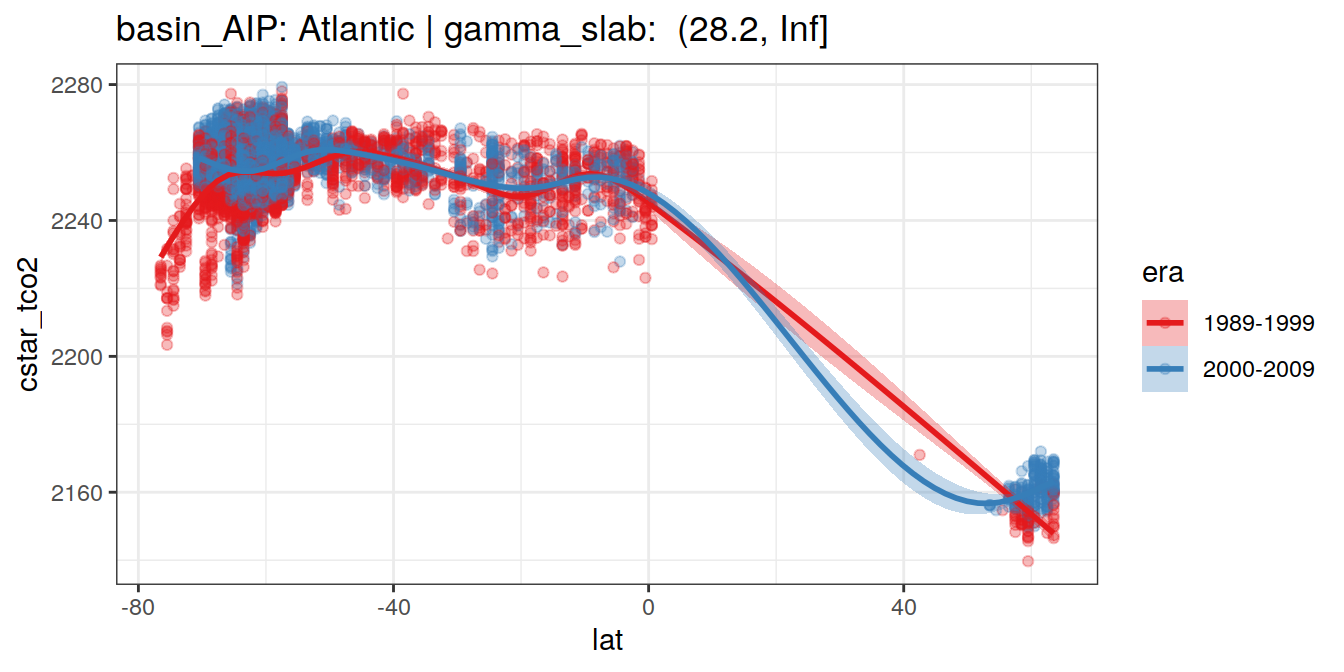 basin_AIP: Atlantic | gamma_slab:  (28.2, Inf]
2280
2240
2200
2160
cstar_tco2
-80
-40
0
40
lat
era
1989-1999
2000-2009